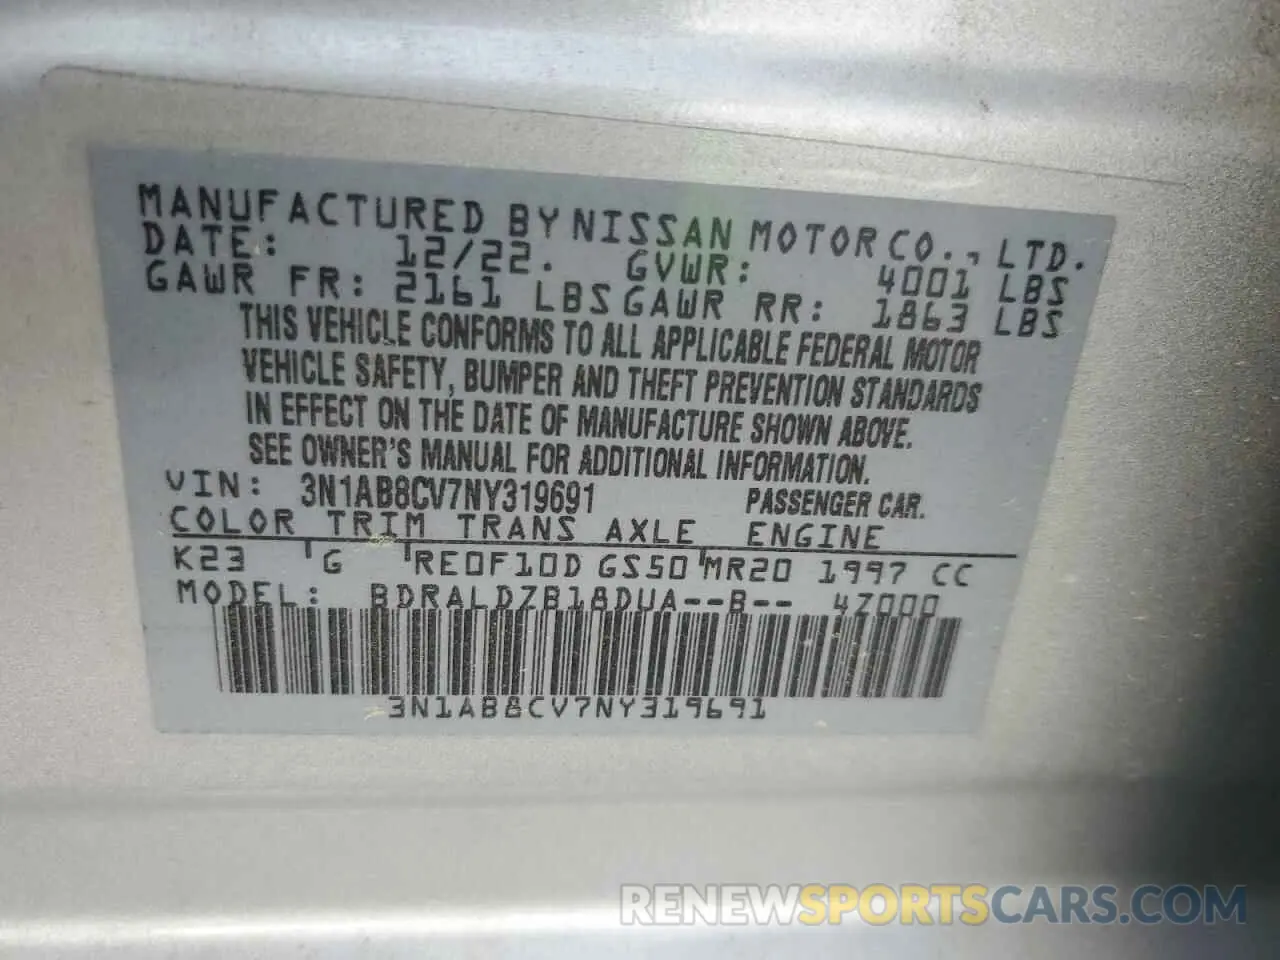 MANUFACTURED BY NISSAN MOTOR CO., LTD.
DATE: 12/22. GVWR: 4001 LBS
GAWR FR: 2161 LBS GAWR RR: 1863 LBS
THIS VEHICLE CONFORMS TO ALL APPLICABLE FEDERAL MOTOR
VEHICLE SAFETY, BUMPER AND THEFT PREVENTION STANDARDS
IN EFFECT ON THE DATE OF MANUFACTURE SHOWN ABOVE.
SEE OWNER'S MANUAL FOR ADDITIONAL INFORMATION.
VIN: 3N1AB8CV7NY319691 PASSENGER CAR.
COLOR TRIM TRANS AXLE ENGINE
K23 G RE0F10D GS50 MR20 1997 CC
MODEL: BDRALDZB18DUA--B-- 4Z000
3N1AB8CV7NY319691
RENEWSPORTSCARS.COM